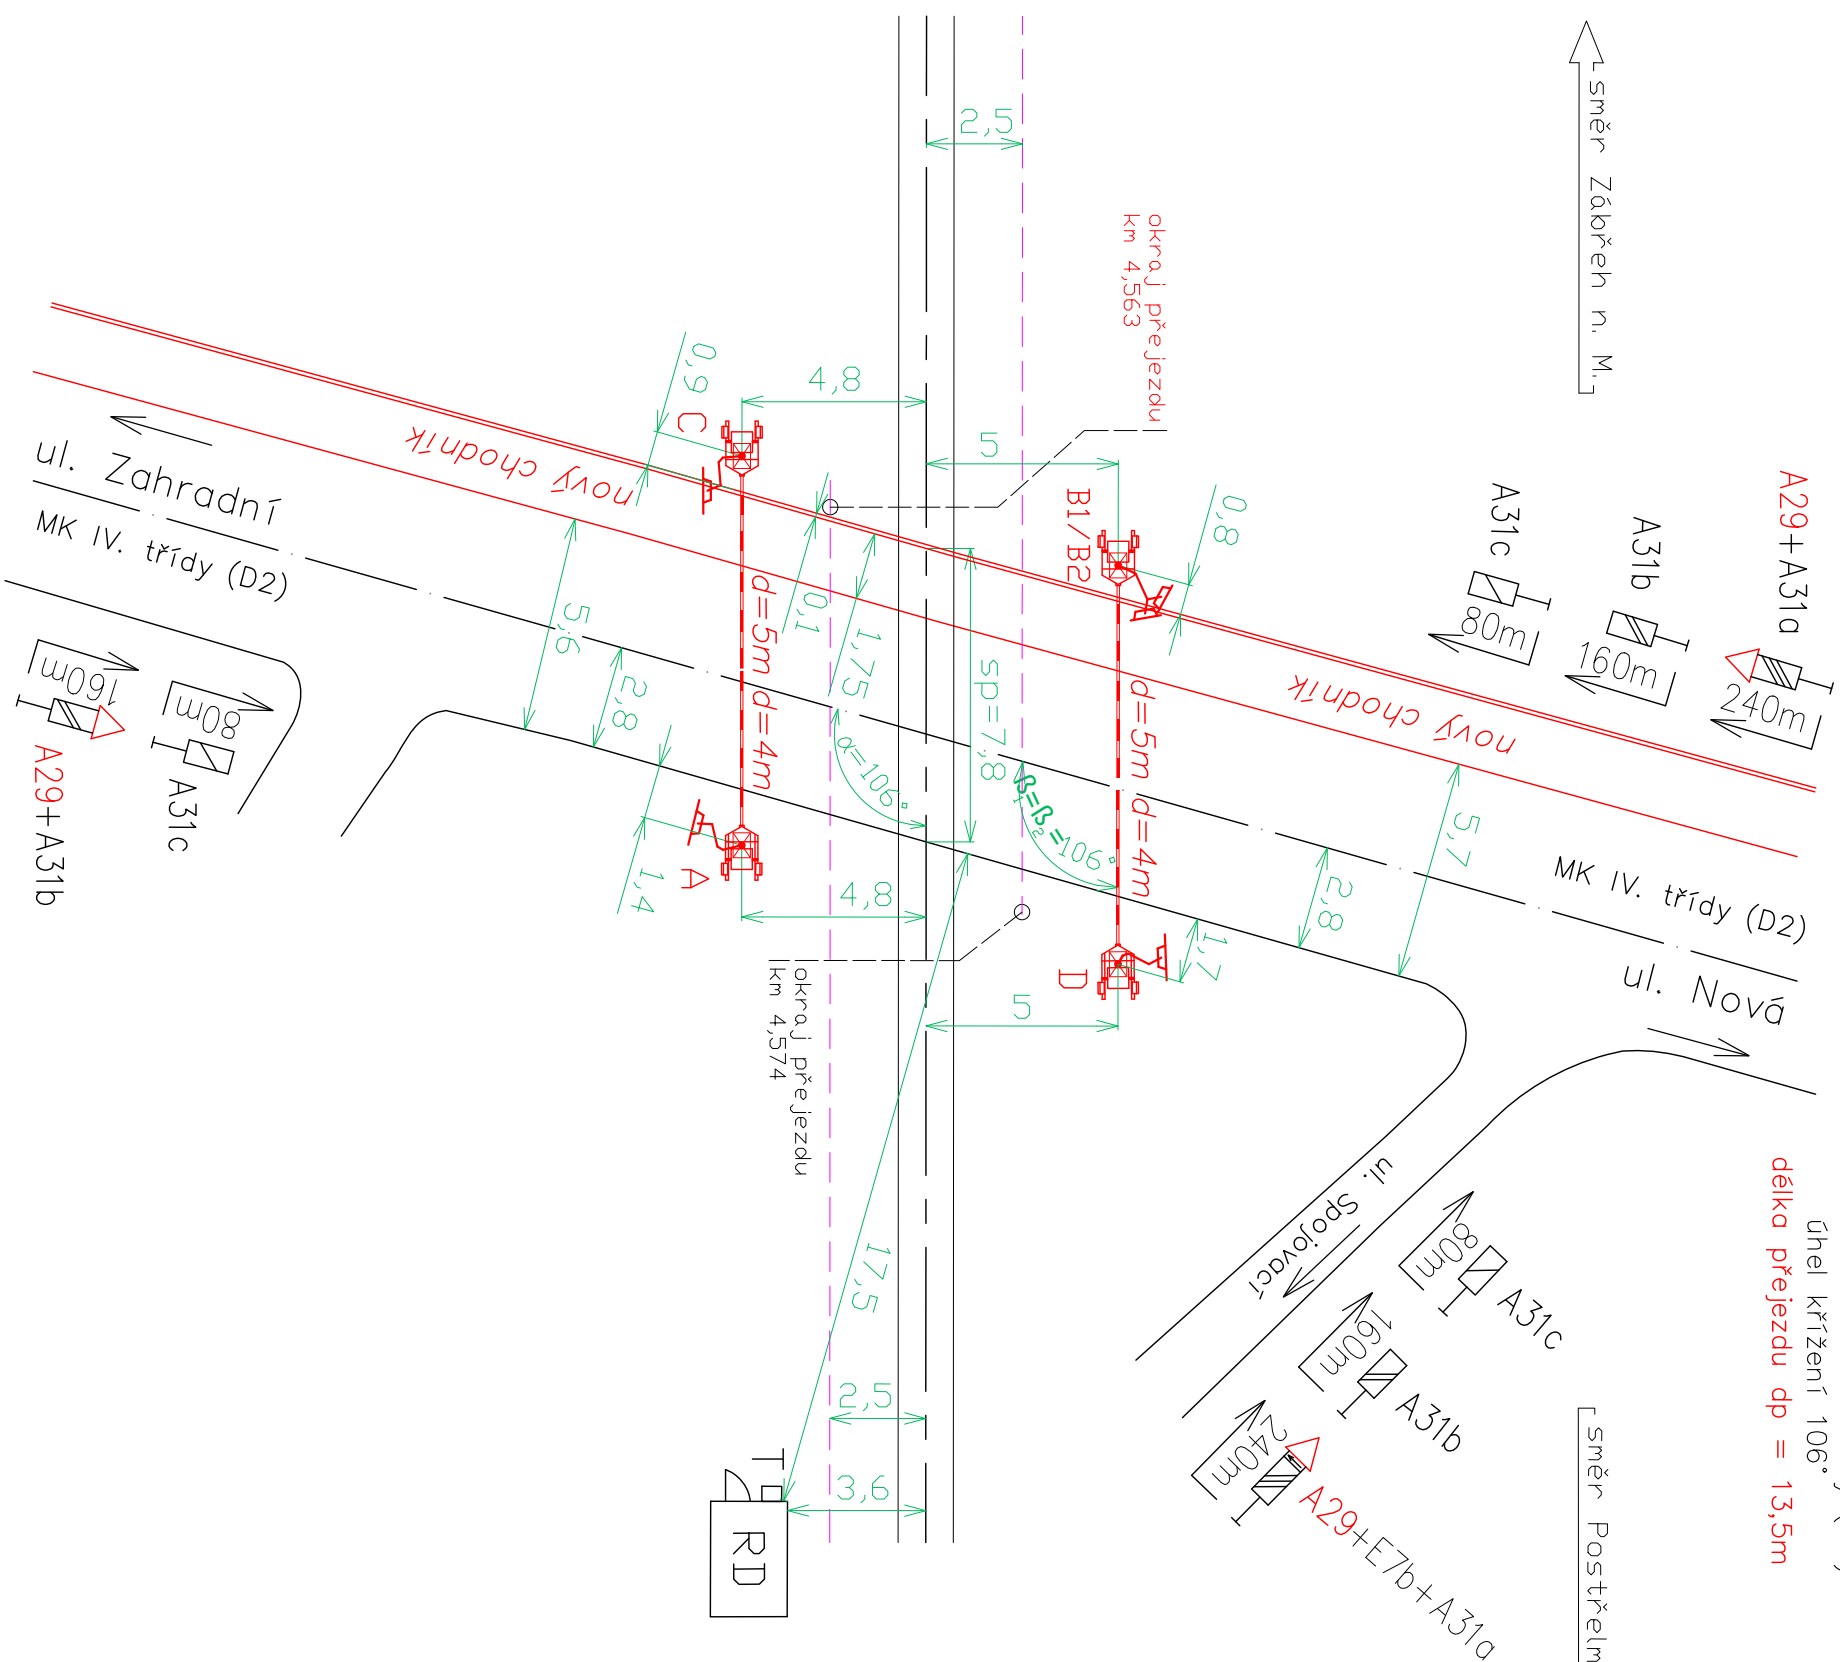 směr Zábřeh n. M.
2,5
okraj přejezdu
km 4,563
A29+A31a
240m
A31b
160m
A31c
80m
0,8
B1/B2
5
4,8
0,9
C
nový chodník
ul. Zahradní
MK IV. třídy (D2)
5,6
2,8
0,1
1,75
sp=7,8
α=106°
β₁=β₂=106°
d=5m d=4m
d=5m d=4m
nový chodník
5,7
2,8
MK IV. třídy (D2)
ul. Nová
1,7
D
5
4,8
A
1,4
160m
A29+A31b
80m
A31c
okraj přejezdu
km 4,574
17,5
2,5
3,6
T
RD
ul. Spojovací
80m
A31c
160m
A31b
240m
A29+E7b+A31a
úhel křížení 106°
délka přejezdu dp = 13,5m
směr Postřelm